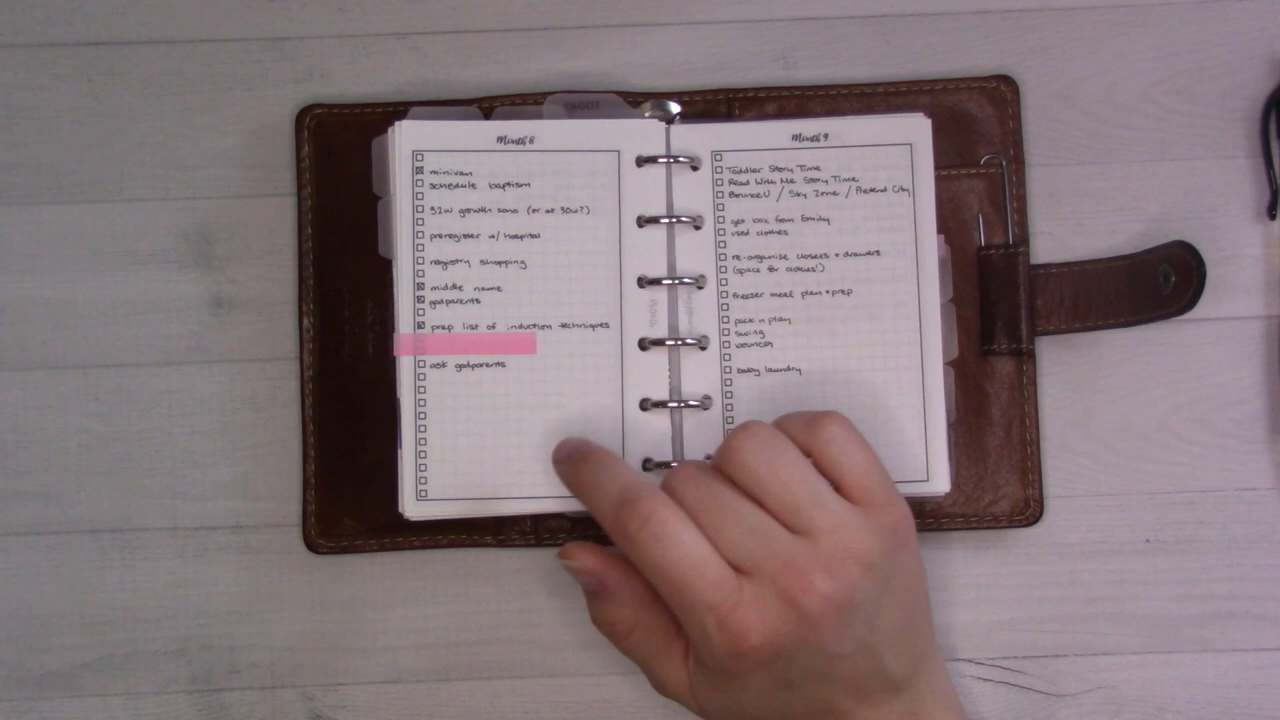 TODAY
Month 8
minivan
schedule baptism
32w growth sono (or at 30w?)
preregister w/ hospital
registry shopping
middle name
godparents
prep list of induction techniques
ask godparents
Month 9
Toddler Story Time
Read With Me Story Time
BounceU / Sky Zone / Pretend City
get box from Emily
used clothes
re-organize closets + drawers
(space for clothes!)
freezer meal plan + prep
pack n play
swing
bouncer
baby laundry